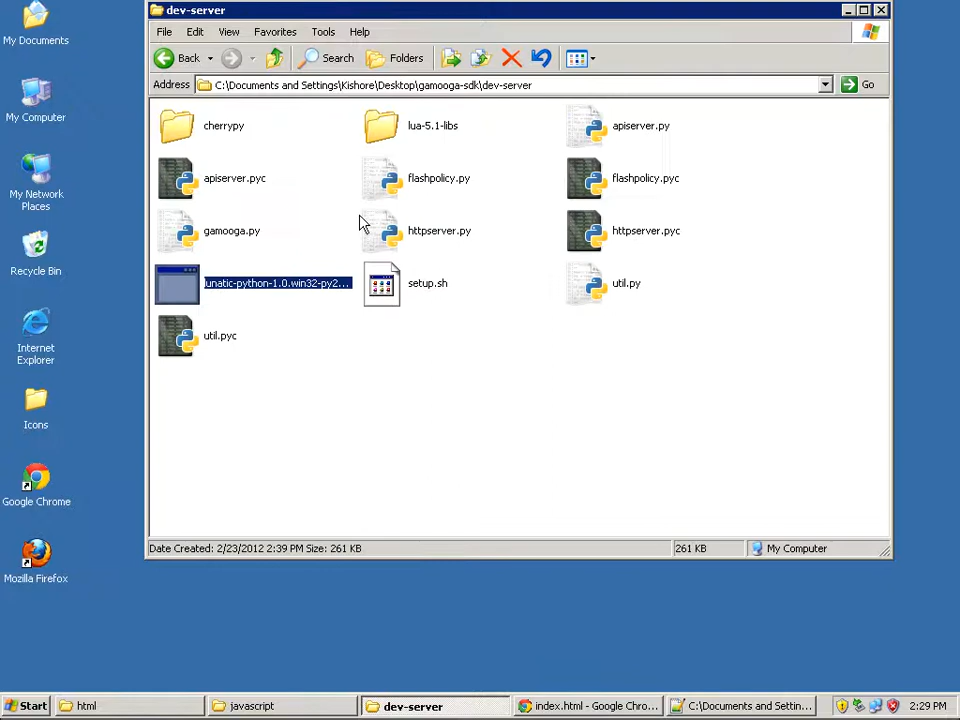 My Documents
My Computer
My Network
Places
Recycle Bin
Internet
Explorer
Icons
Google Chrome
Mozilla Firefox
dev-server
File Edit View Favorites Tools Help
Back Search Folders
Address C:\Documents and Settings\Kishore\Desktop\gamooga-sdk\dev-server Go
cherrypy lua-5.1-libs apiserver.py
apiserver.pyc flashpolicy.py flashpolicy.pyc
gamooga.py httpserver.py httpserver.pyc
lunatic-python-1.0.win32-py2... setup.sh util.py
util.pyc
Date Created: 2/23/2012 2:39 PM Size: 261 KB 261 KB My Computer
Start html javascript dev-server index.html - Google Chro... C:\Documents and Settin... 2:29 PM